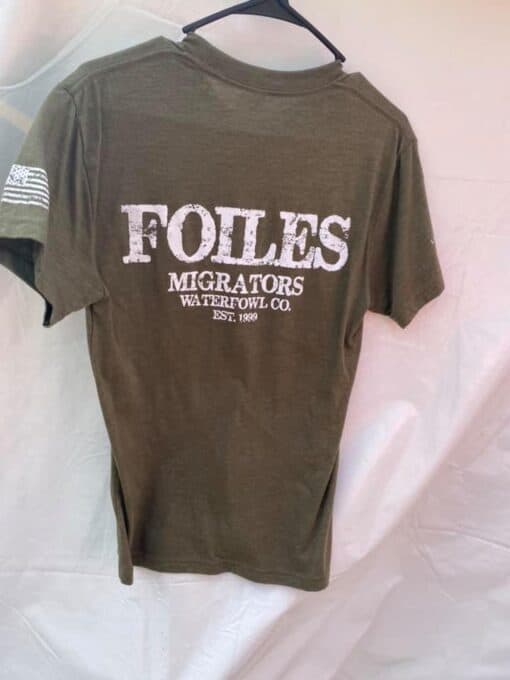 FOILES
MIGRATORS
WATERFOWL CO.
EST. 1999